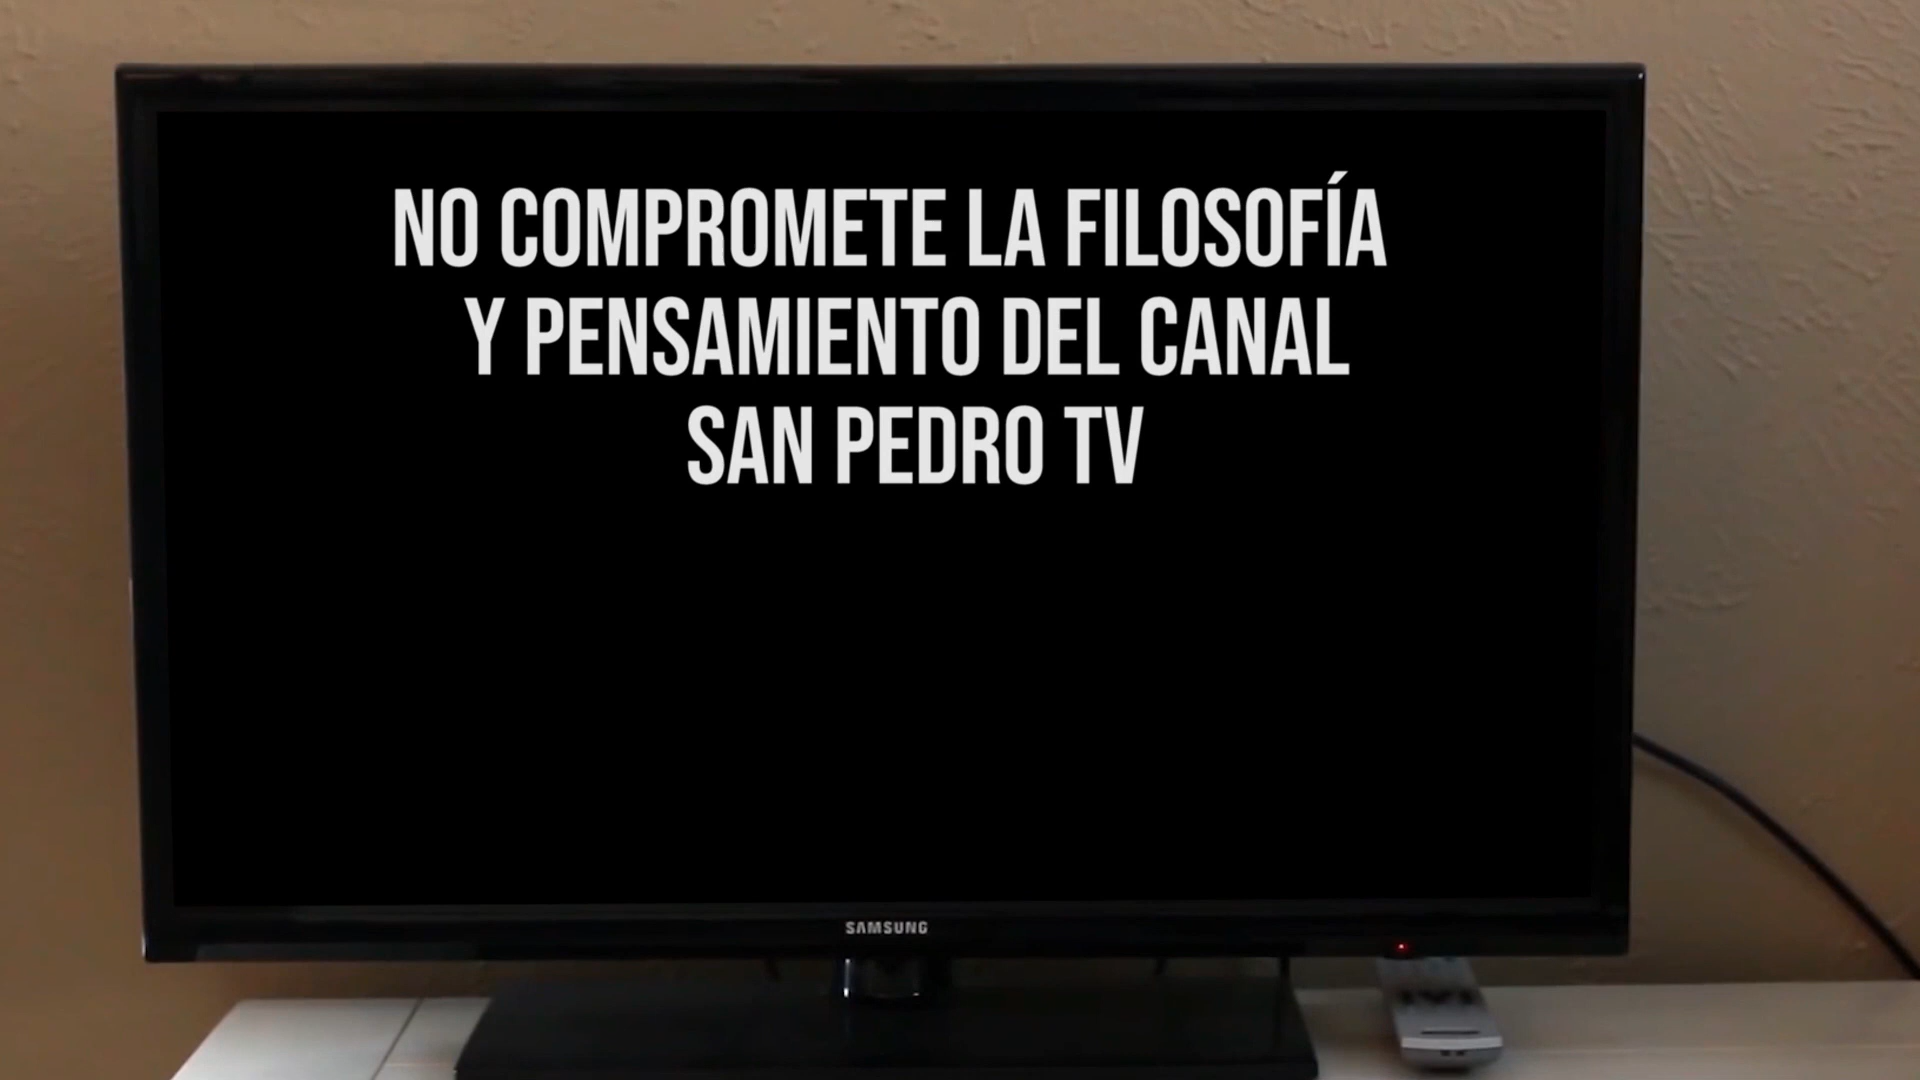 NO COMPROMETE LA FILOSOFÍA
Y PENSAMIENTO DEL CANAL
SAN PEDRO TV
SAMSUNG